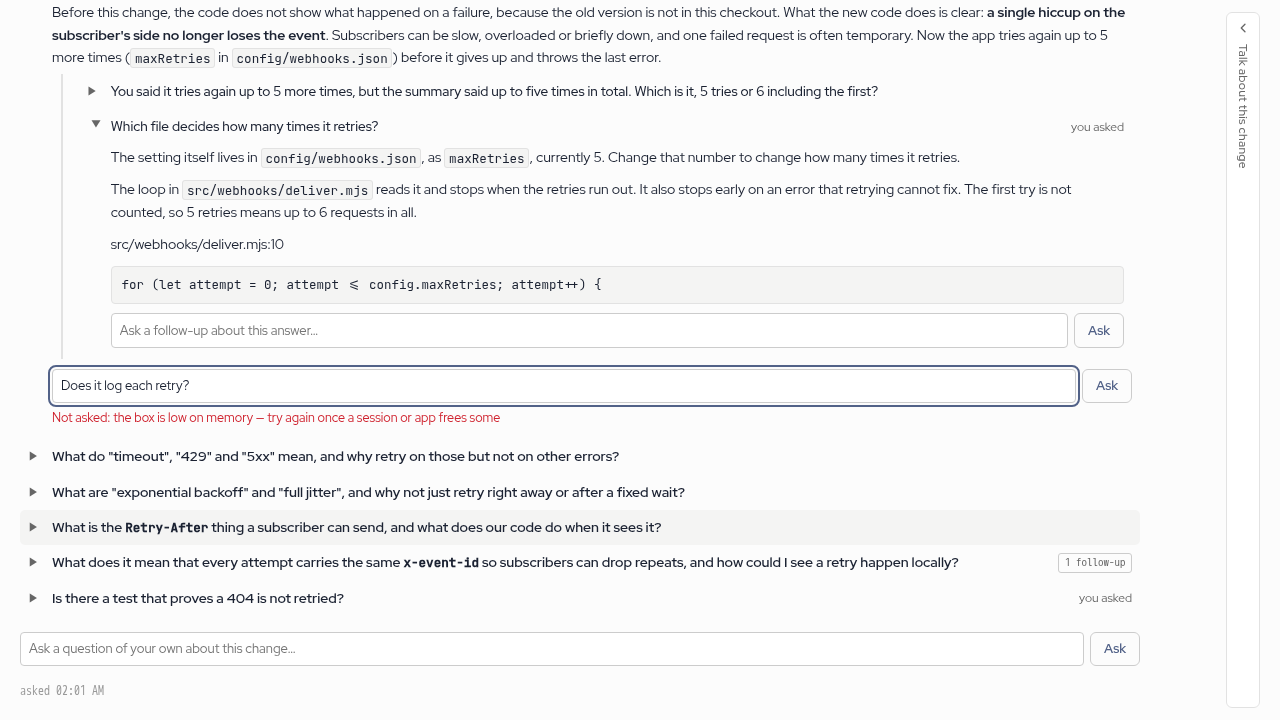 Before this change, the code does not show what happened on a failure, because the old version is not in this checkout. What the new code does is clear: a single hiccup on the
subscriber's side no longer loses the event. Subscribers can be slow, overloaded or briefly down, and one failed request is often temporary. Now the app tries again up to 5
more times (maxRetries in config/webhooks.json) before it gives up and throws the last error.
You said it tries again up to 5 more times, but the summary said up to five times in total. Which is it, 5 tries or 6 including the first?
Which file decides how many times it retries? you asked
The setting itself lives in config/webhooks.json, as maxRetries, currently 5. Change that number to change how many times it retries.
The loop in src/webhooks/deliver.mjs reads it and stops when the retries run out. It also stops early on an error that retrying cannot fix. The first try is not
counted, so 5 retries means up to 6 requests in all.
src/webhooks/deliver.mjs:10
for (let attempt = 0; attempt <= config.maxRetries; attempt++) {
Ask a follow-up about this answer... Ask
Does it log each retry? Ask
Not asked: the box is low on memory — try again once a session or app frees some
What do "timeout", "429" and "5xx" mean, and why retry on those but not on other errors?
What are "exponential backoff" and "full jitter", and why not just retry right away or after a fixed wait?
What is the Retry-After thing a subscriber can send, and what does our code do when it sees it?
What does it mean that every attempt carries the same x-event-id so subscribers can drop repeats, and how could I see a retry happen locally? 1 follow-up
Is there a test that proves a 404 is not retried? you asked
Ask a question of your own about this change... Ask
asked 02:01 AM
Talk about this change